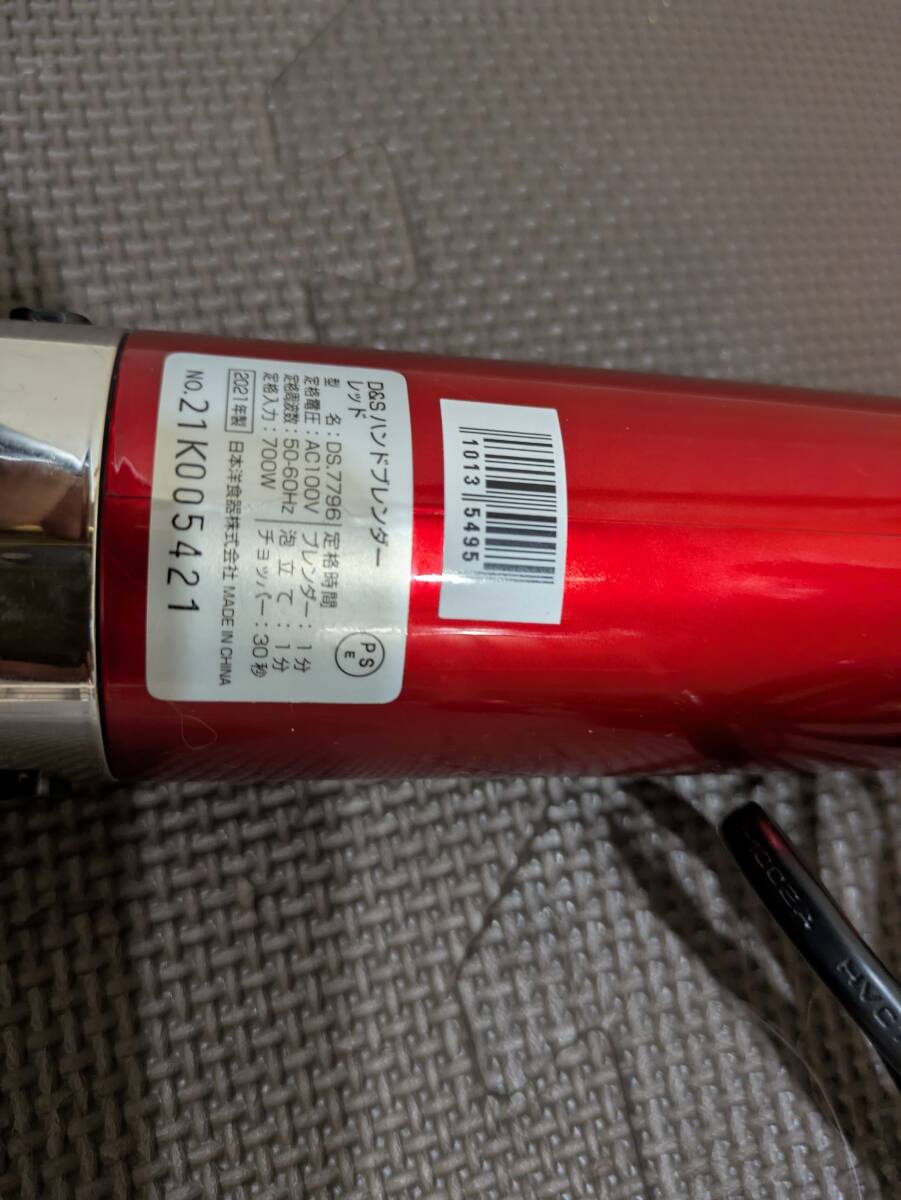 D&S ハンドブレンダー
レッド
型 名：DS.7796
定格電圧：AC100V
定格周波数：50-60Hz
定格入力：700W
2021年製
定格時間
ブレンダー：1分
泡立て：1分
チョッパー：30秒
PS
E
日本洋食器株式会社 MADE IN CHINA
NO.21K005421
1013 5495